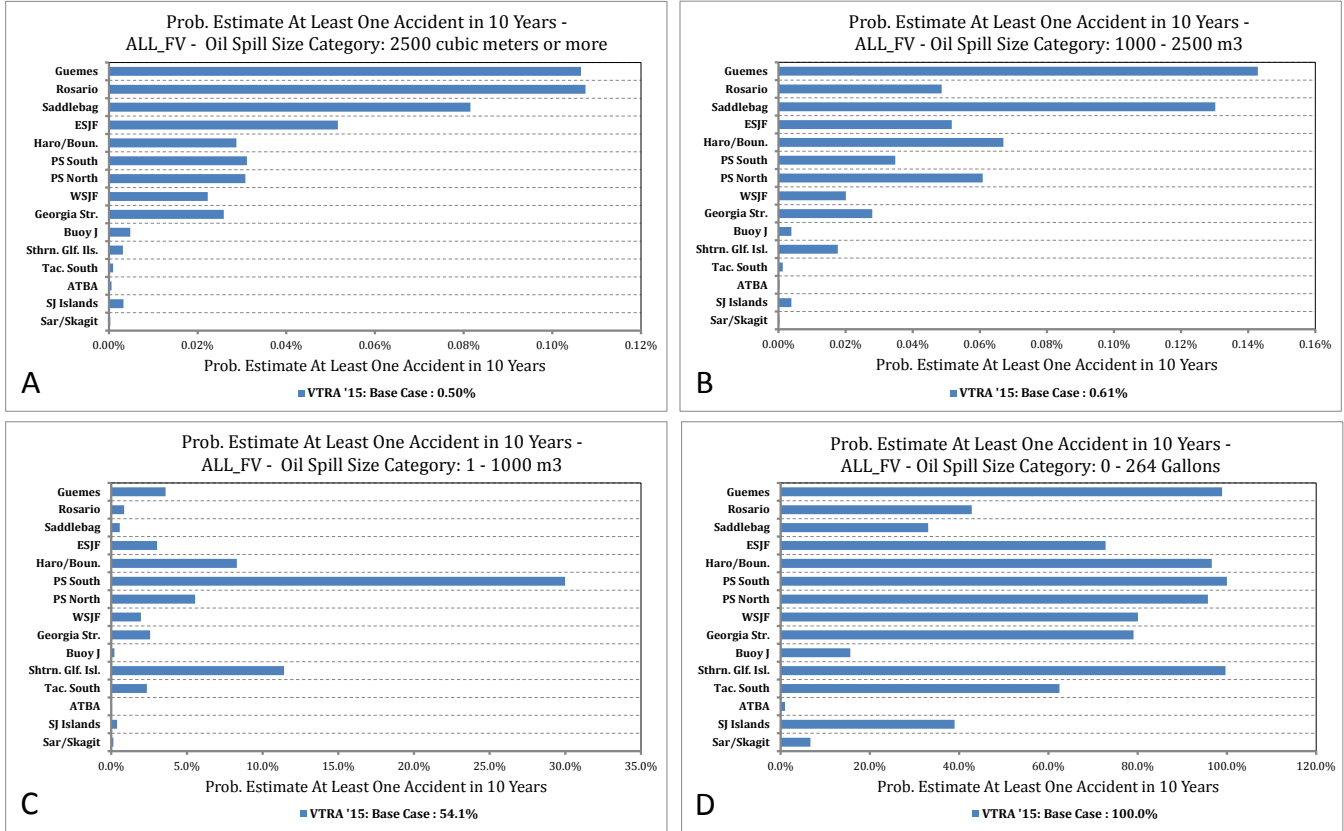 Prob. Estimate At Least One Accident in 10 Years -
ALL_FV - Oil Spill Size Category: 2500 cubic meters or more
Guemes
Rosario
Saddlebag
ESJF
Haro/Boun.
PS South
PS North
WSJF
Georgia Str.
Buoy J
Sthrn. Glf. Ils.
Tac. South
ATBA
SJ Islands
Sar/Skagit
0.00% 0.02% 0.04% 0.06% 0.08% 0.10% 0.12%
Prob. Estimate At Least One Accident in 10 Years
A
VTRA '15: Base Case : 0.50%
Prob. Estimate At Least One Accident in 10 Years -
ALL_FV - Oil Spill Size Category: 1000 - 2500 m3
Guemes
Rosario
Saddlebag
ESJF
Haro/Boun.
PS South
PS North
WSJF
Georgia Str.
Buoy J
Shtrn. Glf. Isl.
Tac. South
ATBA
SJ Islands
Sar/Skagit
0.00% 0.02% 0.04% 0.06% 0.08% 0.10% 0.12% 0.14% 0.16%
Prob. Estimate At Least One Accident in 10 Years
B
VTRA '15: Base Case : 0.61%
Prob. Estimate At Least One Accident in 10 Years -
ALL_FV - Oil Spill Size Category: 1 - 1000 m3
Guemes
Rosario
Saddlebag
ESJF
Haro/Boun.
PS South
PS North
WSJF
Georgia Str.
Buoy J
Shtrn. Glf. Isl.
Tac. South
ATBA
SJ Islands
Sar/Skagit
0.0% 5.0% 10.0% 15.0% 20.0% 25.0% 30.0% 35.0%
Prob. Estimate At Least One Accident in 10 Years
C
VTRA '15: Base Case : 54.1%
Prob. Estimate At Least One Accident in 10 Years -
ALL_FV - Oil Spill Size Category: 0 - 264 Gallons
Guemes
Rosario
Saddlebag
ESJF
Haro/Boun.
PS South
PS North
WSJF
Georgia Str.
Buoy J
Sthrn. Glf. Isl.
Tac. South
ATBA
SJ Islands
Sar/Skagit
0.0% 20.0% 40.0% 60.0% 80.0% 100.0% 120.0%
Prob. Estimate At Least One Accident in 10 Years
D
VTRA '15: Base Case : 100.0%